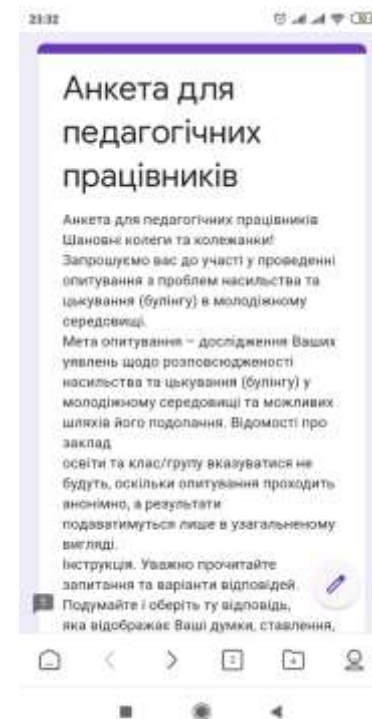 23:32
Анкета для
педагогічних
працівників
Анкета для педагогічних працівників
Шановні колеги та колежанки!
Запрошуємо вас до участі у проведенні
опитування з проблем насильства та
цькування (булінгу) в молодіжному
середовищі.
Мета опитування – дослідження Ваших
уявлень щодо розповсюдженості
насильства та цькування (булінгу) у
молодіжному середовищі та можливих
шляхів його подолання. Відомості про
заклад
освіти та клас/групу вказуватися не
будуть, оскільки опитування проходить
анонімно, а результати
подаватимуться лише в узагальненому
вигляді.
Інструкція. Уважно прочитайте
запитання та варіанти відповідей.
Подумайте і оберіть ту відповідь,
яка відображає Ваші думки, ставлення,